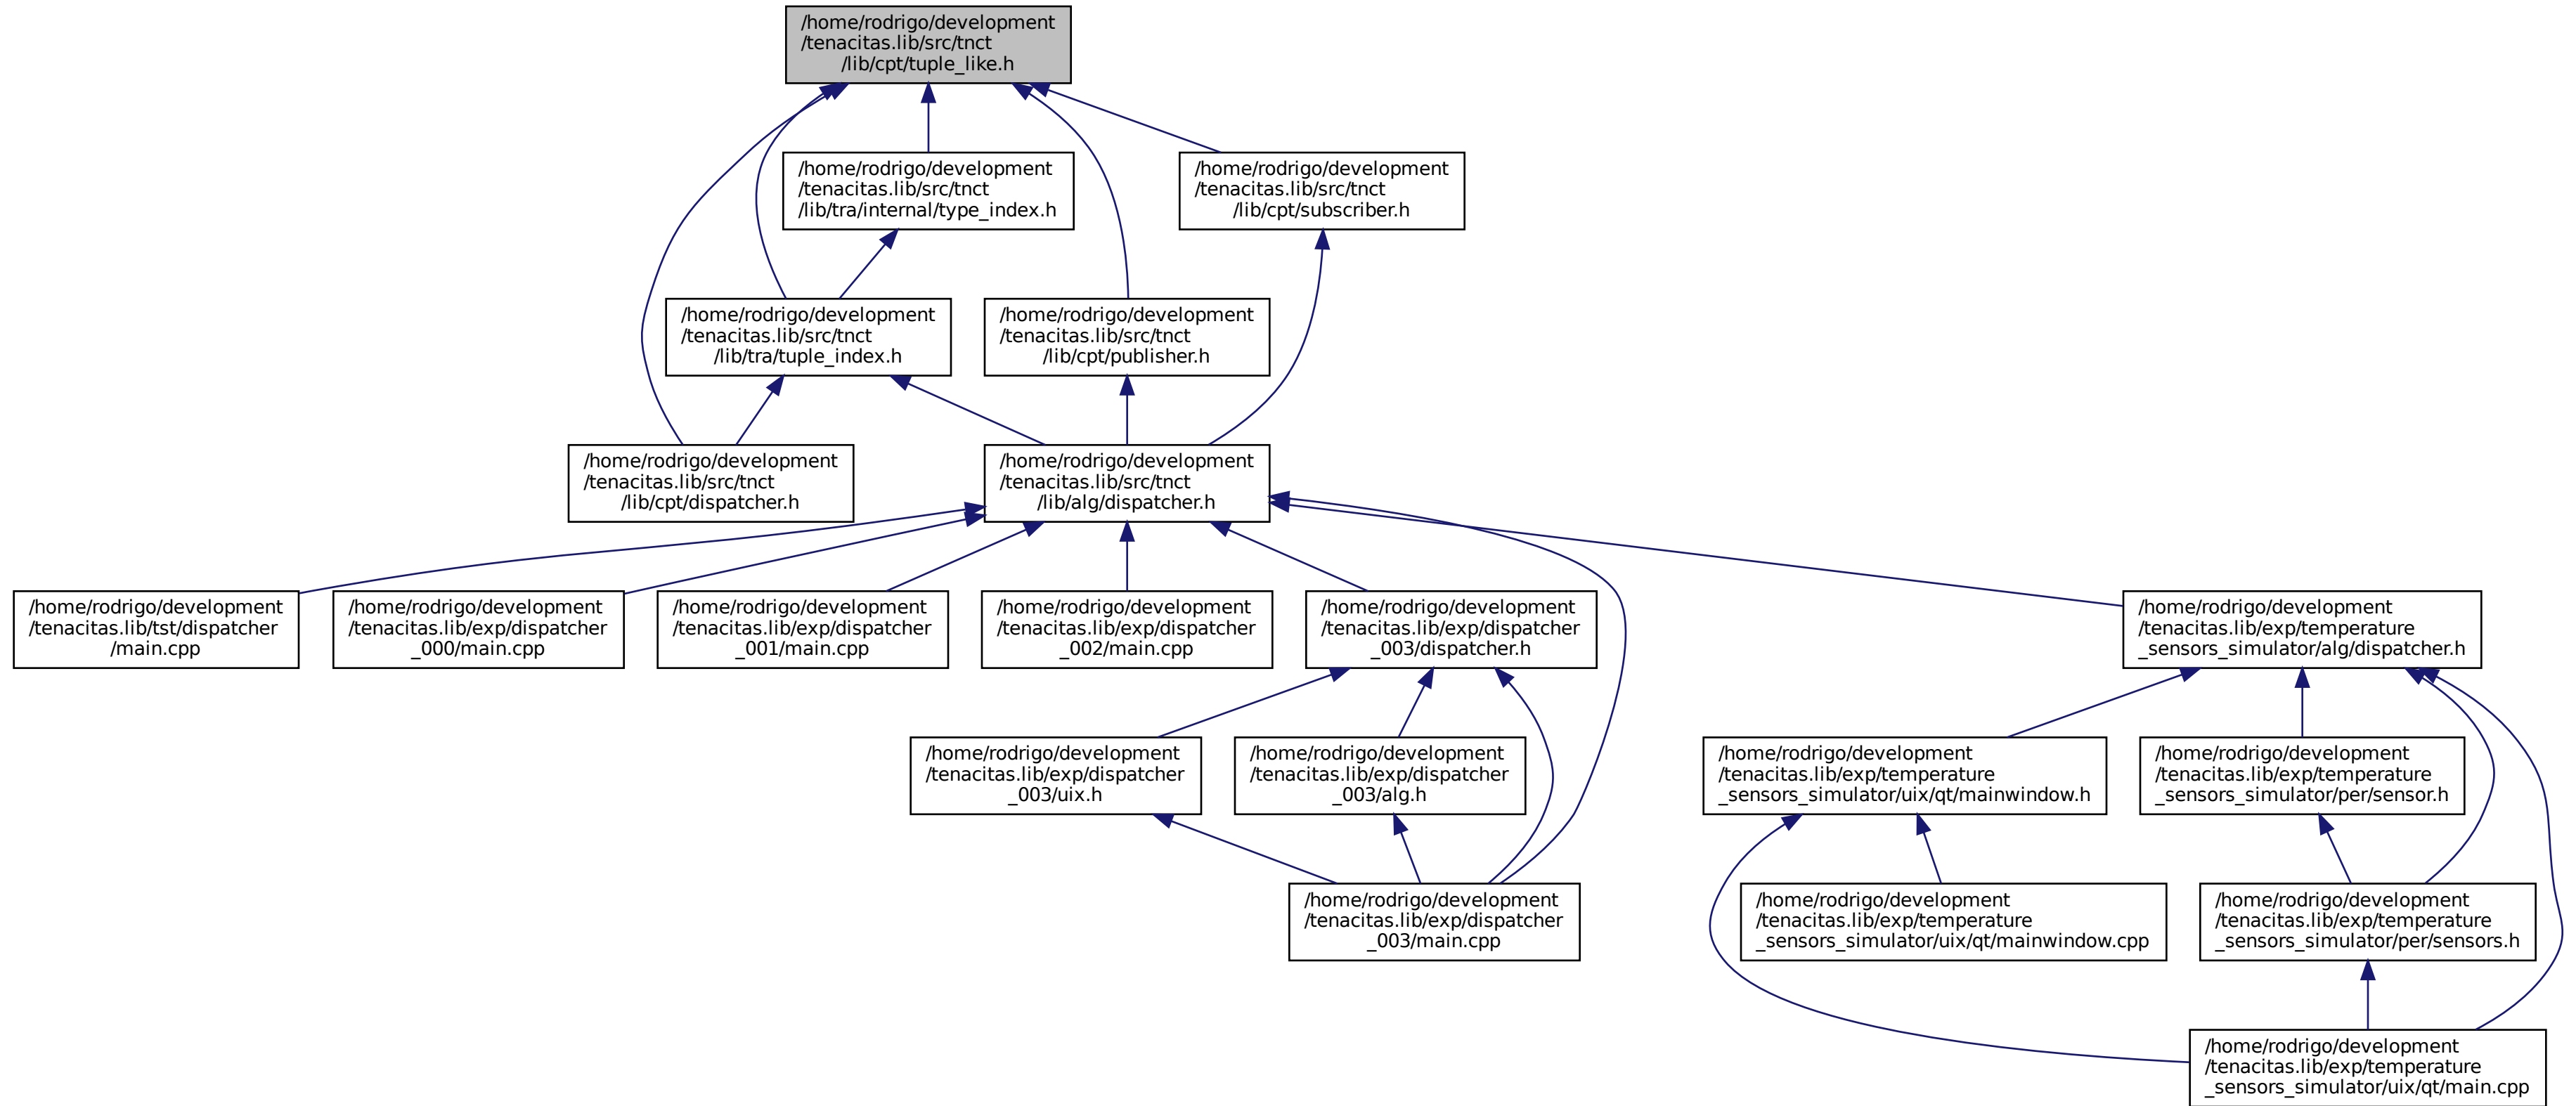 /home/rodrigo/development
/tenacitas.lib/src/tnct
/lib/cpt/tuple_like.h
/home/rodrigo/development
/tenacitas.lib/src/tnct
/lib/tra/internal/type_index.h
/home/rodrigo/development
/tenacitas.lib/src/tnct
/lib/cpt/subscriber.h
/home/rodrigo/development
/tenacitas.lib/src/tnct
/lib/tra/tuple_index.h
/home/rodrigo/development
/tenacitas.lib/src/tnct
/lib/cpt/publisher.h
/home/rodrigo/development
/tenacitas.lib/src/tnct
/lib/cpt/dispatcher.h
/home/rodrigo/development
/tenacitas.lib/src/tnct
/lib/alg/dispatcher.h
/home/rodrigo/development
/tenacitas.lib/tst/dispatcher
/main.cpp
/home/rodrigo/development
/tenacitas.lib/exp/dispatcher
_000/main.cpp
/home/rodrigo/development
/tenacitas.lib/exp/dispatcher
_001/main.cpp
/home/rodrigo/development
/tenacitas.lib/exp/dispatcher
_002/main.cpp
/home/rodrigo/development
/tenacitas.lib/exp/dispatcher
_003/dispatcher.h
/home/rodrigo/development
/tenacitas.lib/exp/temperature
_sensors_simulator/alg/dispatcher.h
/home/rodrigo/development
/tenacitas.lib/exp/dispatcher
_003/uix.h
/home/rodrigo/development
/tenacitas.lib/exp/dispatcher
_003/alg.h
/home/rodrigo/development
/tenacitas.lib/exp/temperature
_sensors_simulator/uix/qt/mainwindow.h
/home/rodrigo/development
/tenacitas.lib/exp/temperature
_sensors_simulator/per/sensor.h
/home/rodrigo/development
/tenacitas.lib/exp/dispatcher
_003/main.cpp
/home/rodrigo/development
/tenacitas.lib/exp/temperature
_sensors_simulator/uix/qt/mainwindow.cpp
/home/rodrigo/development
/tenacitas.lib/exp/temperature
_sensors_simulator/per/sensors.h
/home/rodrigo/development
/tenacitas.lib/exp/temperature
_sensors_simulator/uix/qt/main.cpp